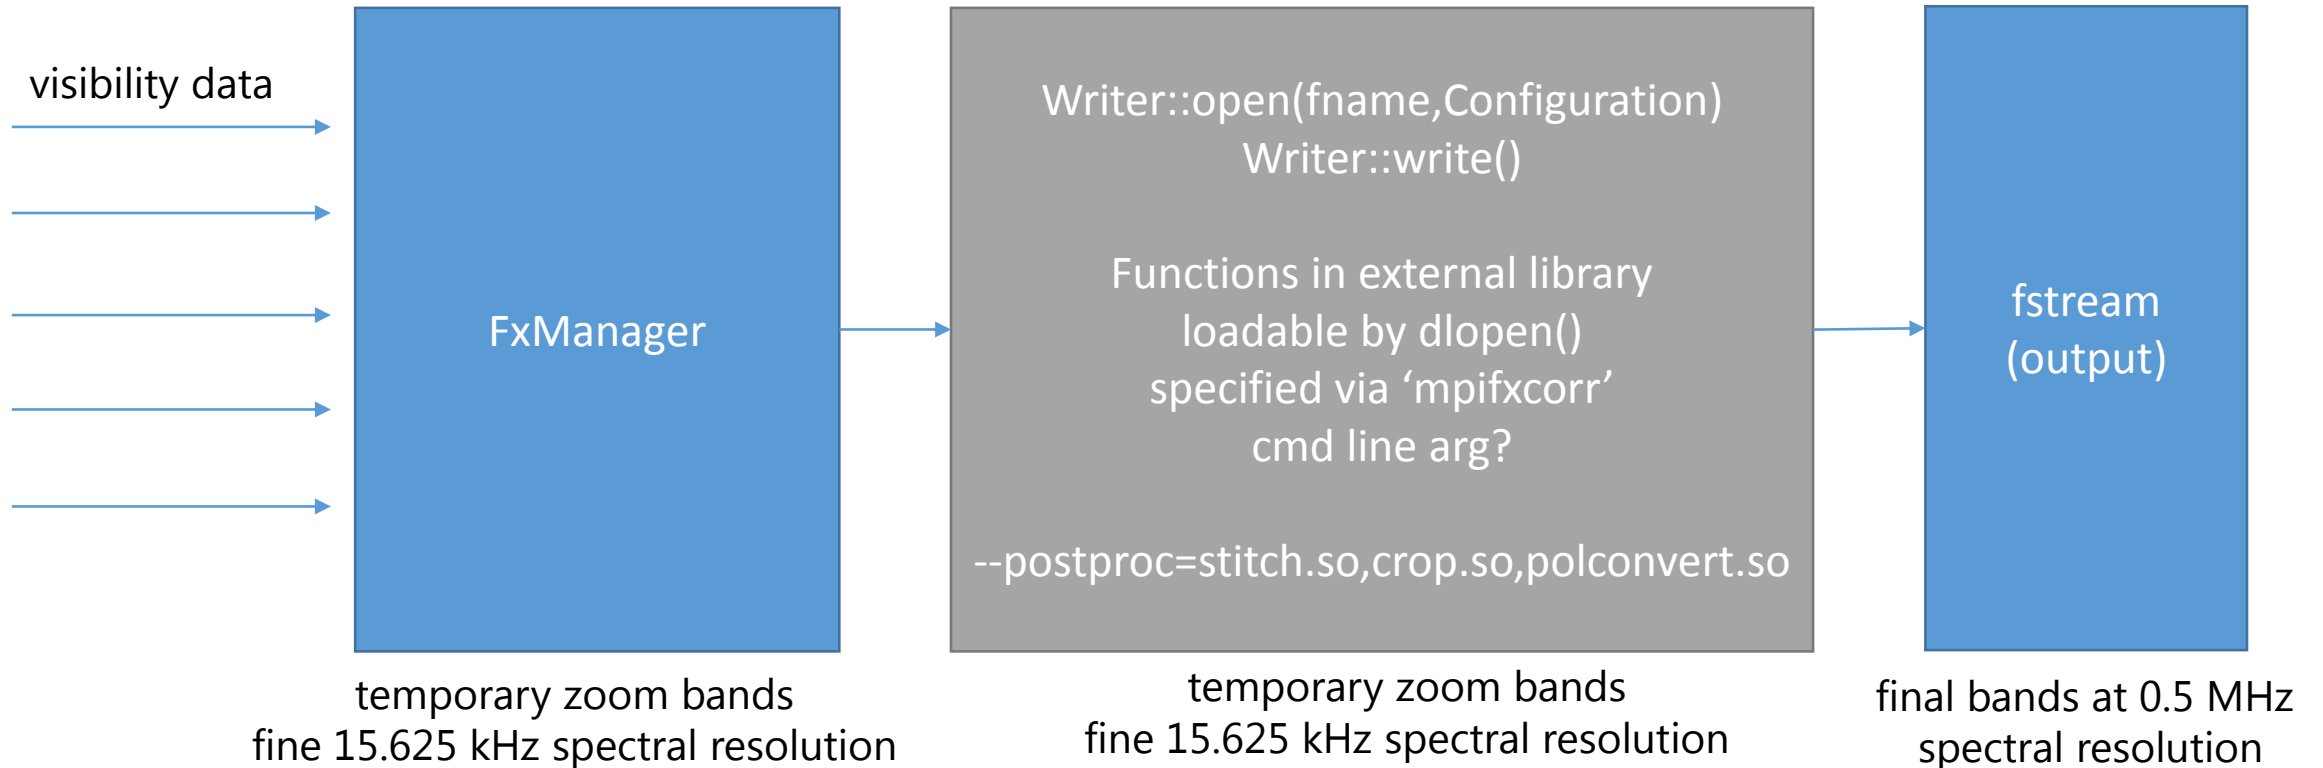 visibility data
FxManager
temporary zoom bands
fine 15.625 kHz spectral resolution
Writer::open(fname,Configuration)
Writer::write()
Functions in external library
loadable by dlopen()
specified via ‘mpifxcorr’
cmd line arg?
--postproc=stitch.so,crop.so,polconvert.so
temporary zoom bands
fine 15.625 kHz spectral resolution
fstream
(output)
final bands at 0.5 MHz
spectral resolution